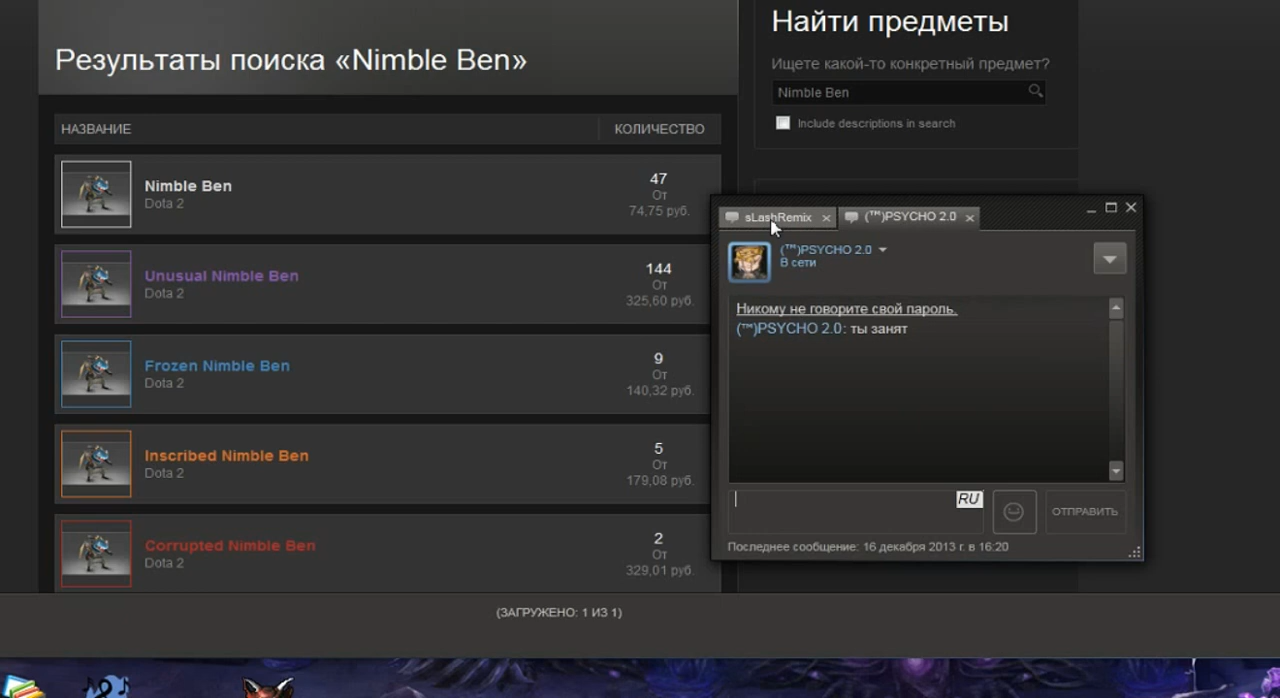 Результаты поиска «Nimble Ben»
НАЗВАНИЕ
КОЛИЧЕСТВО
Nimble Ben
Dota 2
47
От
74,75 руб.
Unusual Nimble Ben
Dota 2
144
От
325,60 руб.
Frozen Nimble Ben
Dota 2
9
От
140,32 руб.
Inscribed Nimble Ben
Dota 2
5
От
179,08 руб.
Corrupted Nimble Ben
Dota 2
2
От
329,01 руб.
(ЗАГРУЖЕНО: 1 ИЗ 1)
Найти предметы
Ищете какой-то конкретный предмет?
Nimble Ben
Include descriptions in search
sLashRemix
(™)PSYCHO 2.0
(™)PSYCHO 2.0
В сети
Никому не говорите свой пароль.
(™)PSYCHO 2.0: ты занят
RU
ОТПРАВИТЬ
Последнее сообщение: 16 декабря 2013 г. в 16:20